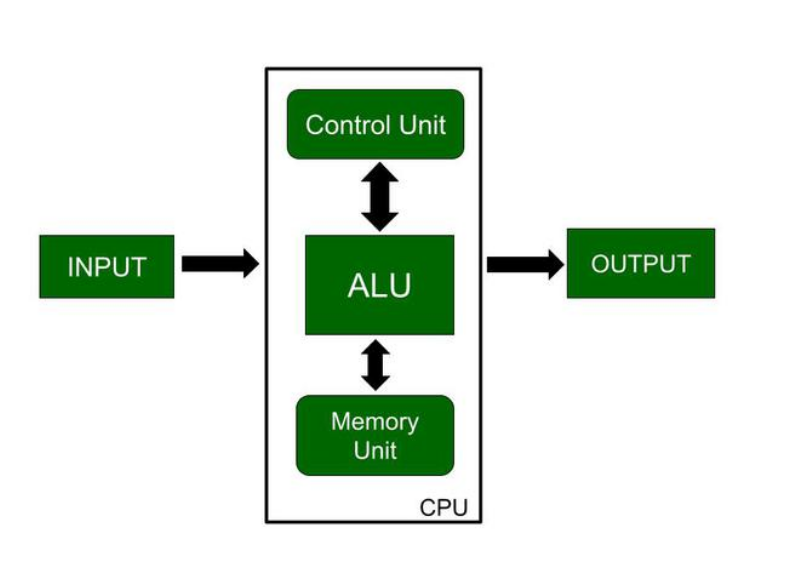 Control Unit
INPUT
ALU
OUTPUT
Memory
Unit
CPU